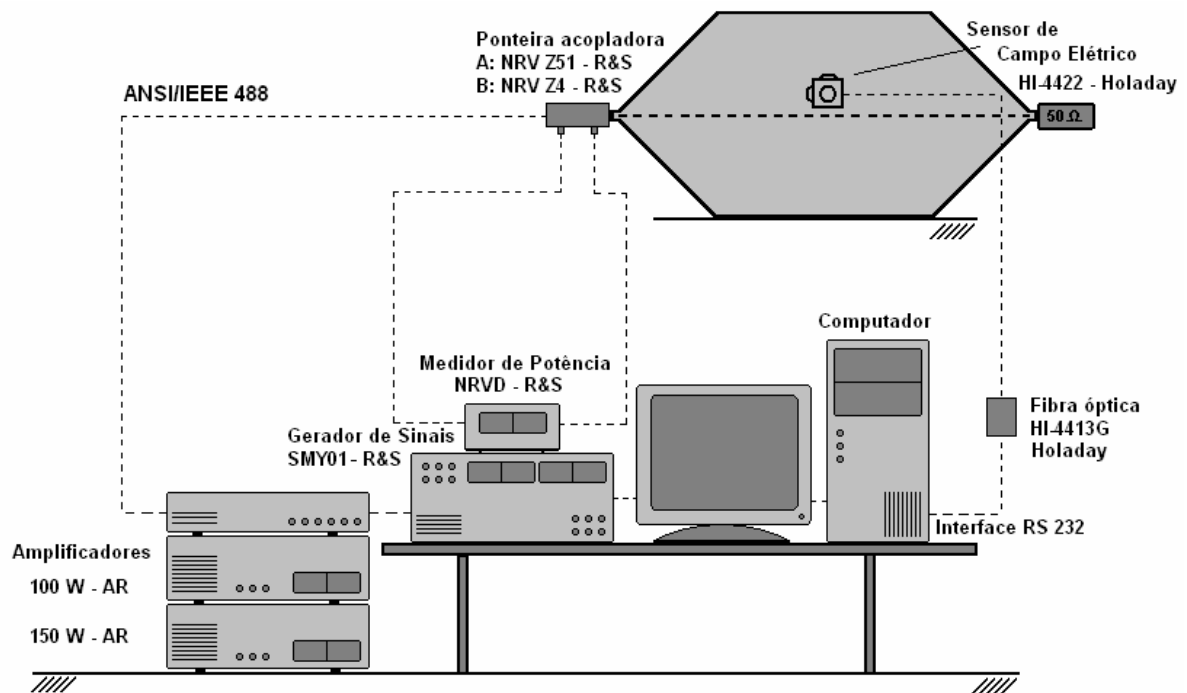 Ponteira acopladora
A: NRV Z51 - R&S
B: NRV Z4 - R&S
Sensor de
Campo Elétrico
HI-4422 - Holaday
ANSI/IEEE 488
50 Ω
Computador
Medidor de Potência
NRVD - R&S
Gerador de Sinais
SMY01 - R&S
Fibra óptica
HI-4413G
Holaday
Interface RS 232
Amplificadores
100 W - AR
150 W - AR